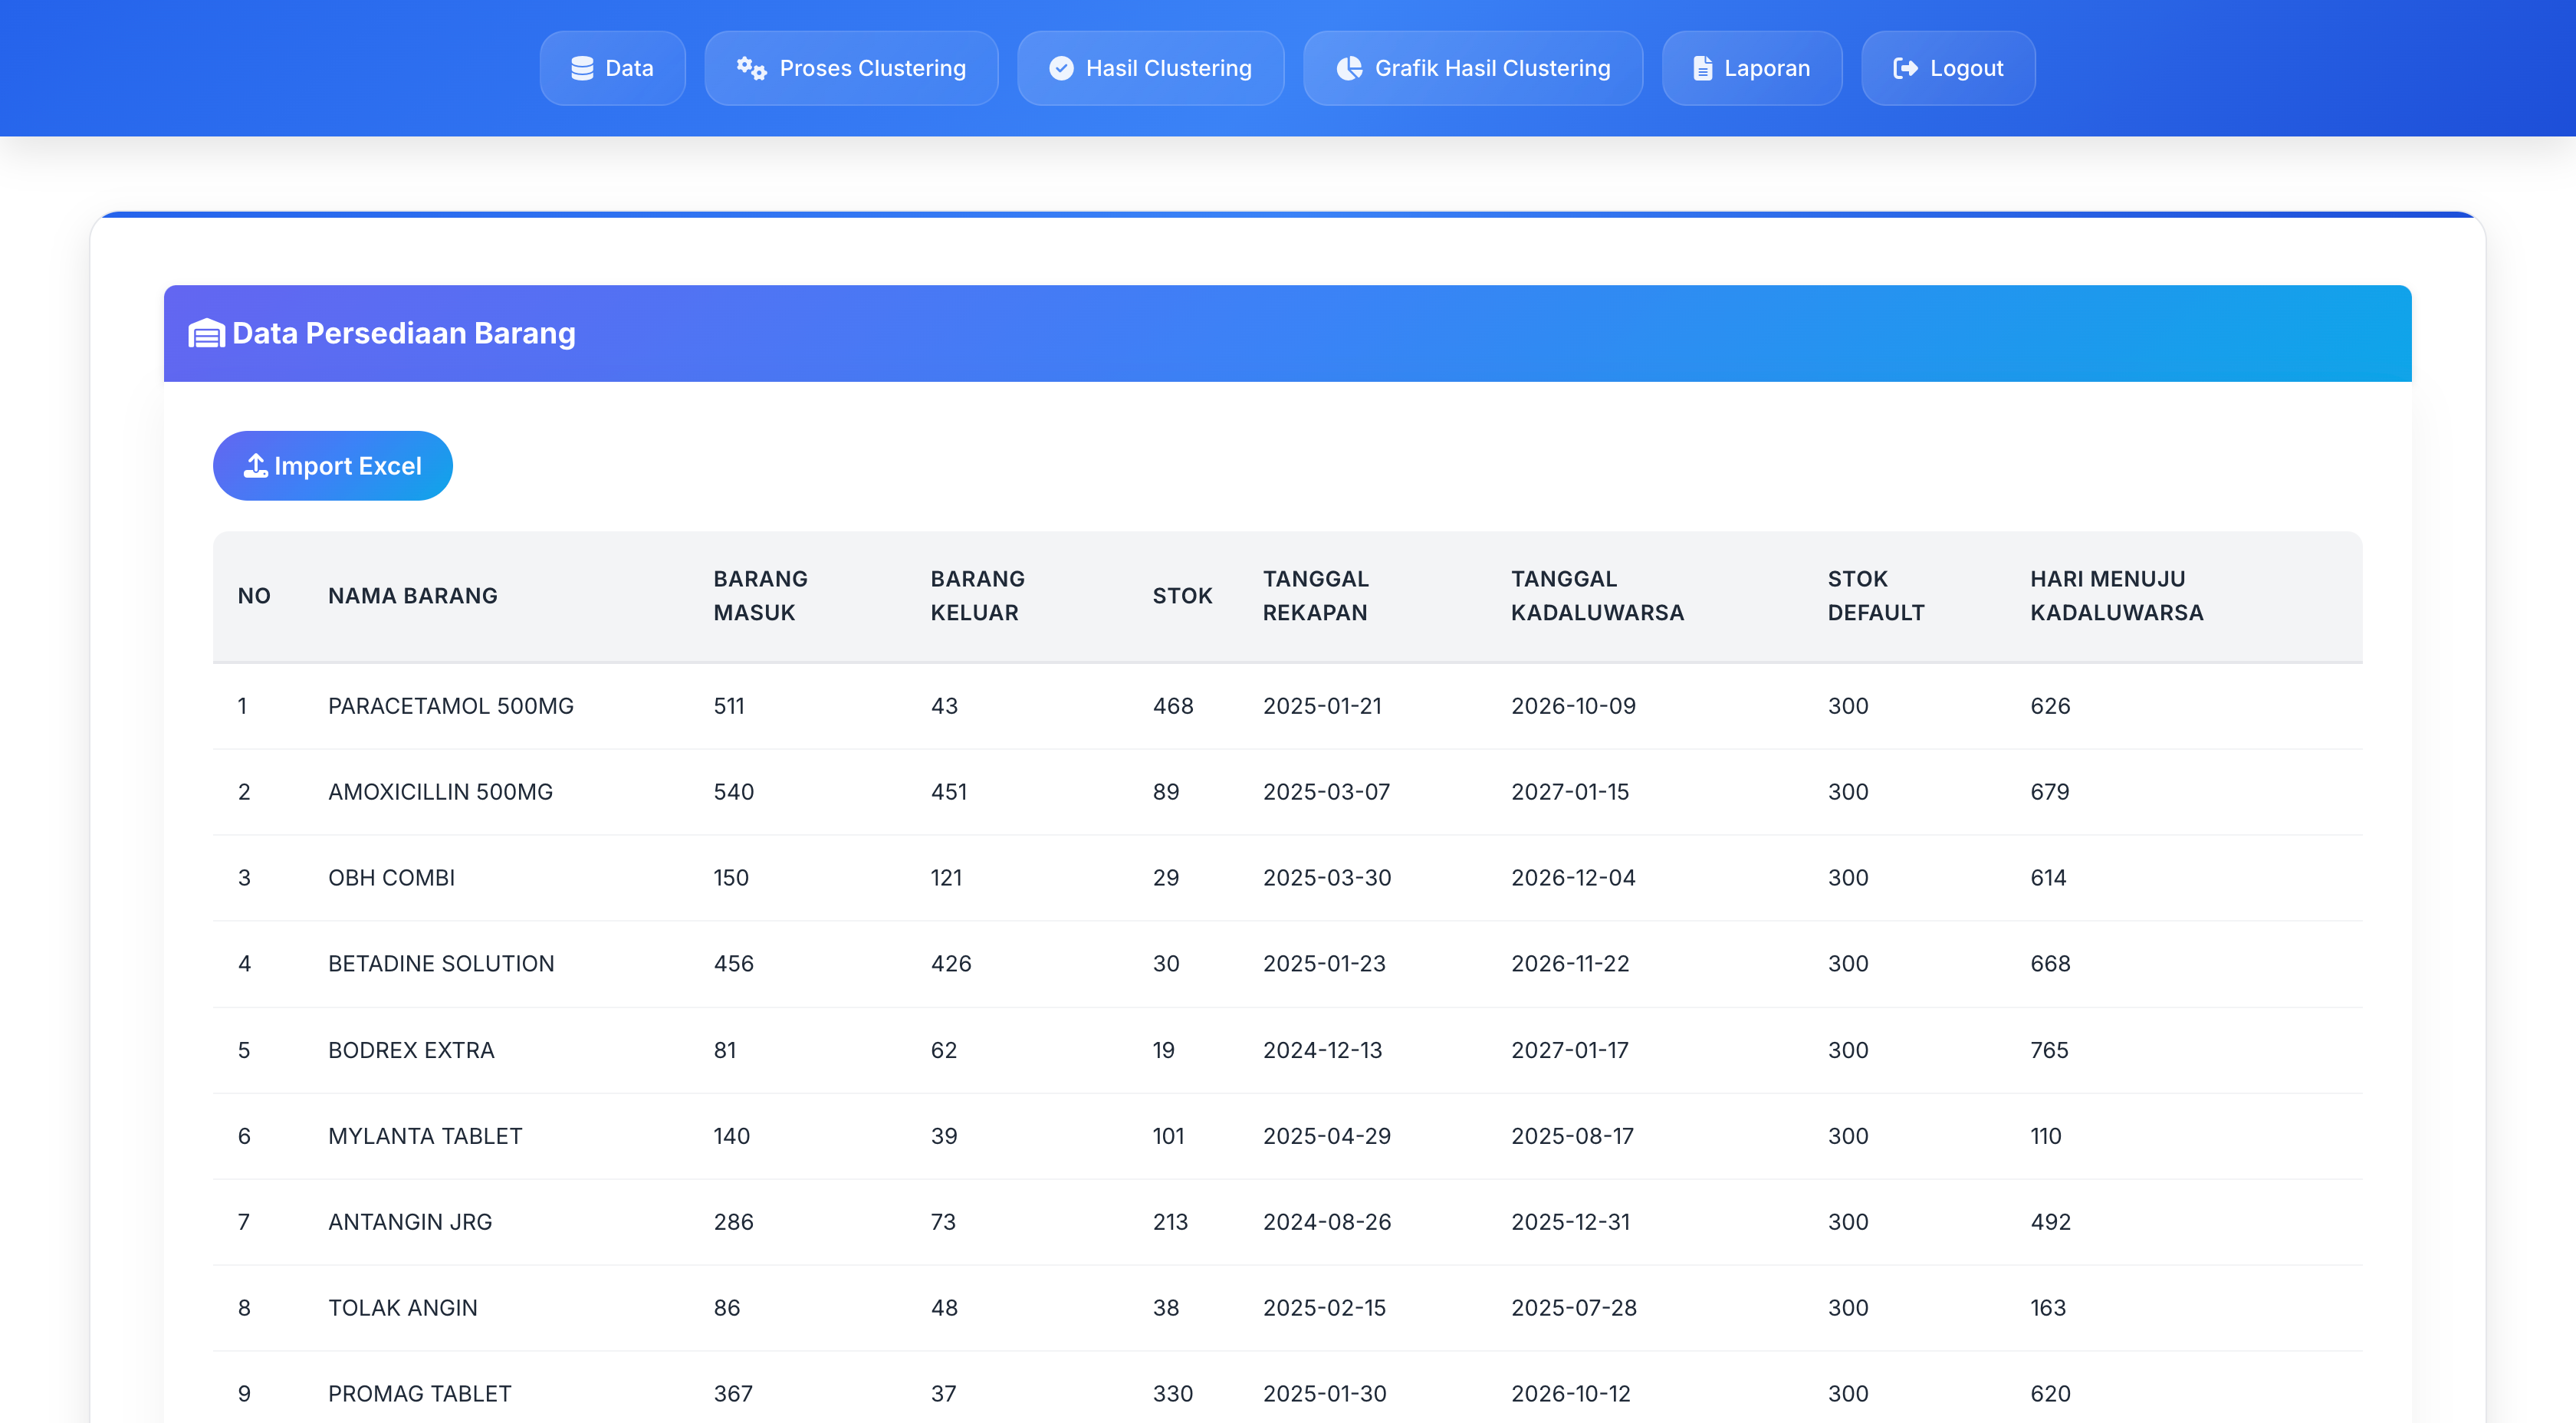 Data Proses Clustering Hasil Clustering Grafik Hasil Clustering Laporan Logout
Data Persediaan Barang
Import Excel
NO NAMA BARANG BARANG MASUK BARANG KELUAR STOK TANGGAL REKAPAN TANGGAL KADALUWARSA STOK DEFAULT HARI MENUJU KADALUWARSA
1 PARACETAMOL 500MG 511 43 468 2025-01-21 2026-10-09 300 626
2 AMOXICILLIN 500MG 540 451 89 2025-03-07 2027-01-15 300 679
3 OBH COMBI 150 121 29 2025-03-30 2026-12-04 300 614
4 BETADINE SOLUTION 456 426 30 2025-01-23 2026-11-22 300 668
5 BODREX EXTRA 81 62 19 2024-12-13 2027-01-17 300 765
6 MYLANTA TABLET 140 39 101 2025-04-29 2025-08-17 300 110
7 ANTANGIN JRG 286 73 213 2024-08-26 2025-12-31 300 492
8 TOLAK ANGIN 86 48 38 2025-02-15 2025-07-28 300 163
9 PROMAG TABLET 367 37 330 2025-01-30 2026-10-12 300 620